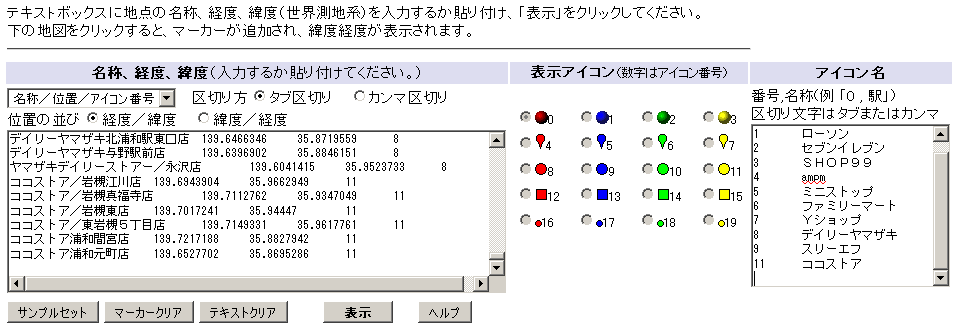 テキストボックスに地点の名称、経度、緯度(世界測地系)を入力するか貼り付け、「表示」をクリックしてください。
下の地図をクリックすると、マーカーが追加され、緯度経度が表示されます。
名称、経度、緯度(入力するか貼り付けてください。)
名称／位置／アイコン番号 区切り方 タブ区切り カンマ区切り
位置の並び 経度／緯度 緯度／経度
デイリーヤマザキ北浦和駅東口店 139.6466346 35.8719559 8
デイリーヤマザキ与野駅前店 139.6396902 35.8846151 8
ヤマザキデイリーストアー／永沢店 139.6041415 35.9523733 8
ココストア／岩槻江川店 139.6943904 35.9662949 11
ココストア／岩槻真福寺店 139.7112762 35.9347049 11
ココストア／岩槻東店 139.7017241 35.94447 11
ココストア／東岩槻５丁目店 139.7149331 35.9617761 11
ココストア浦和間宮店 139.7217188 35.8827942 11
ココストア浦和元町店 139.6527702 35.8695286 11
表示アイコン(数字はアイコン番号)
0 1 2 3
4 5 6 7
8 9 10 11
12 13 14 15
16 17 18 19
アイコン名
番号,名称(例「0，駅」)
区切り文字はタブまたはカンマ
1 ローソン
2 セブンイレブン
3 ＳＨＯＰ９９
4 ampm
5 ミニストップ
6 ファミリーマート
7 Ｙショップ
8 デイリーヤマザキ
9 スリーエフ
11 ココストア
サンプルセット マーカークリア テキストクリア 表示 ヘルプ